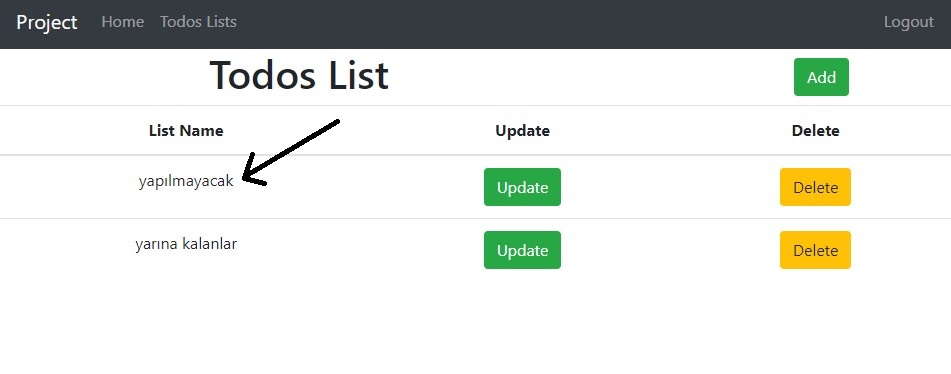 Project Home Todos Lists Logout
Todos List Add
List Name Update Delete
yapılmayacak Update Delete
yarına kalanlar Update Delete